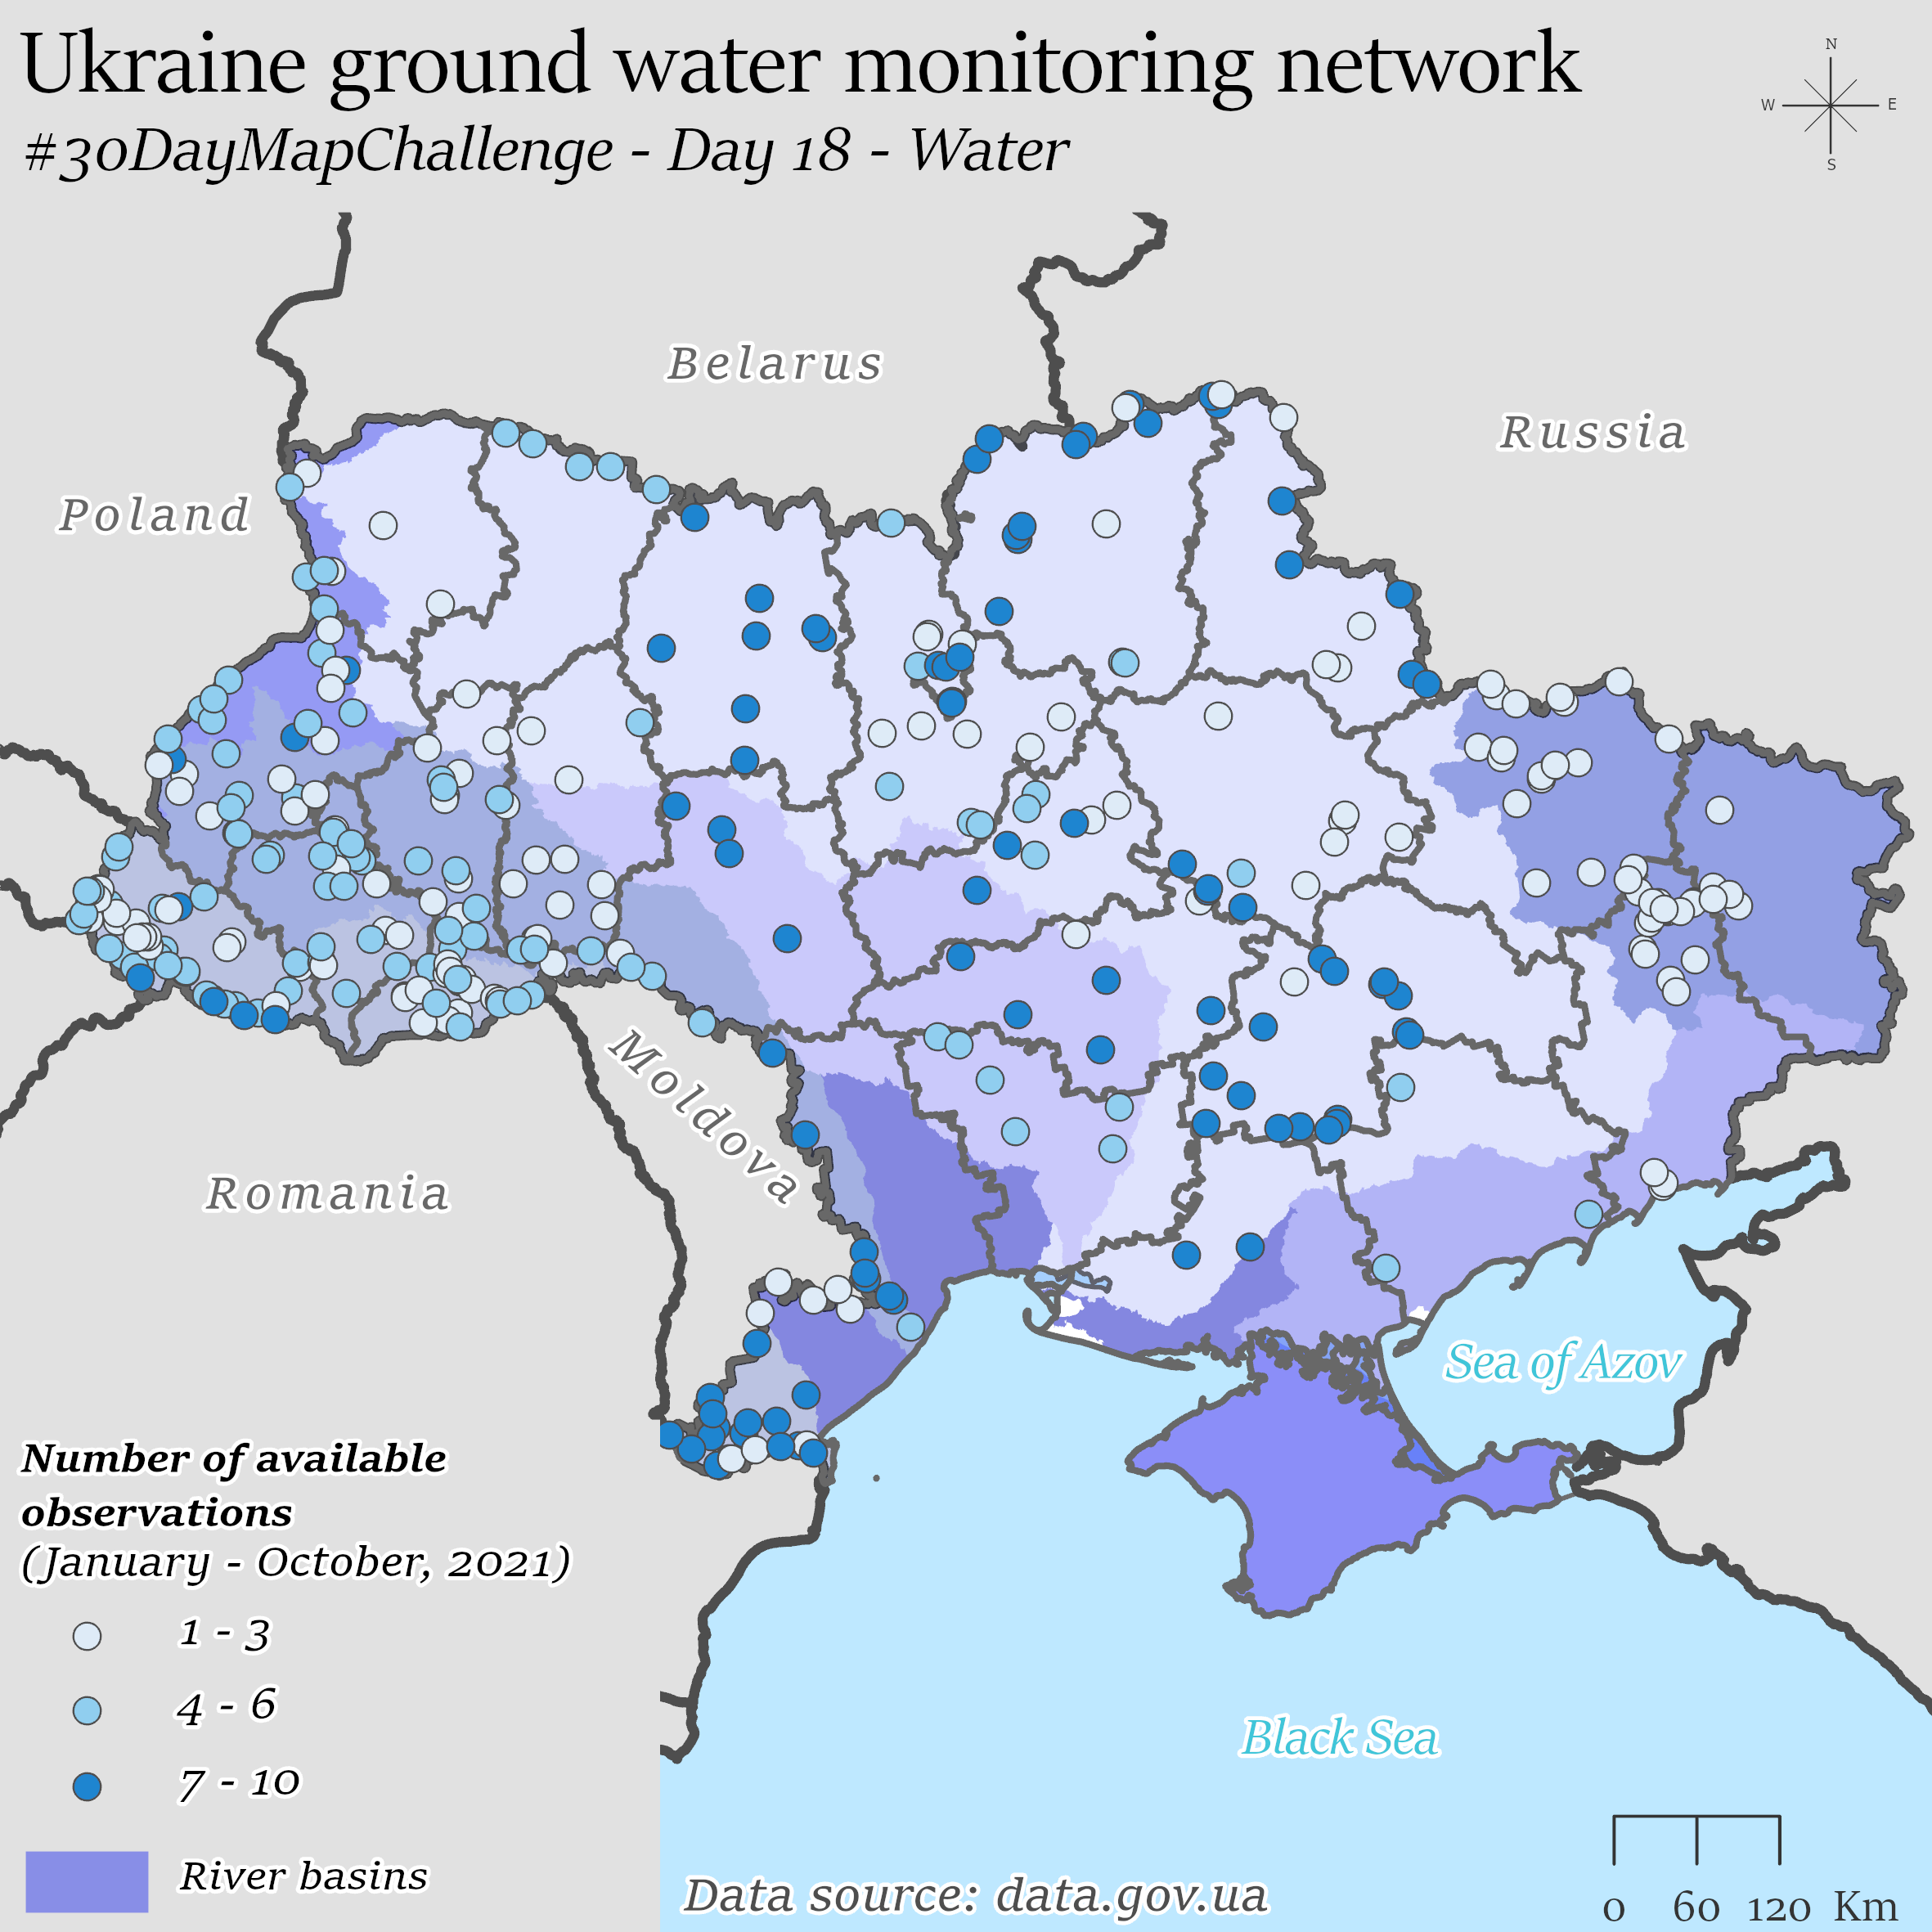 Ukraine ground water monitoring network
#30DayMapChallenge - Day 18 - Water
N
W E
S
Belarus
Russia
Poland
Moldova
Romania
Sea of Azov
Black Sea
Number of available
observations
(January - October, 2021)
1 - 3
4 - 6
7 - 10
River basins
Data source: data.gov.ua
0 60 120 Km